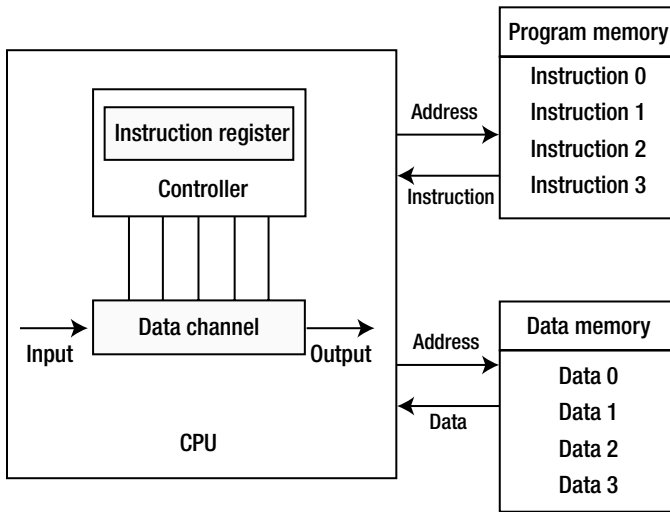 Program memory
Instruction 0
Instruction 1
Instruction 2
Instruction 3
Address
Instruction
Instruction register
Controller
Data channel
Input
Output
CPU
Address
Data
Data memory
Data 0
Data 1
Data 2
Data 3